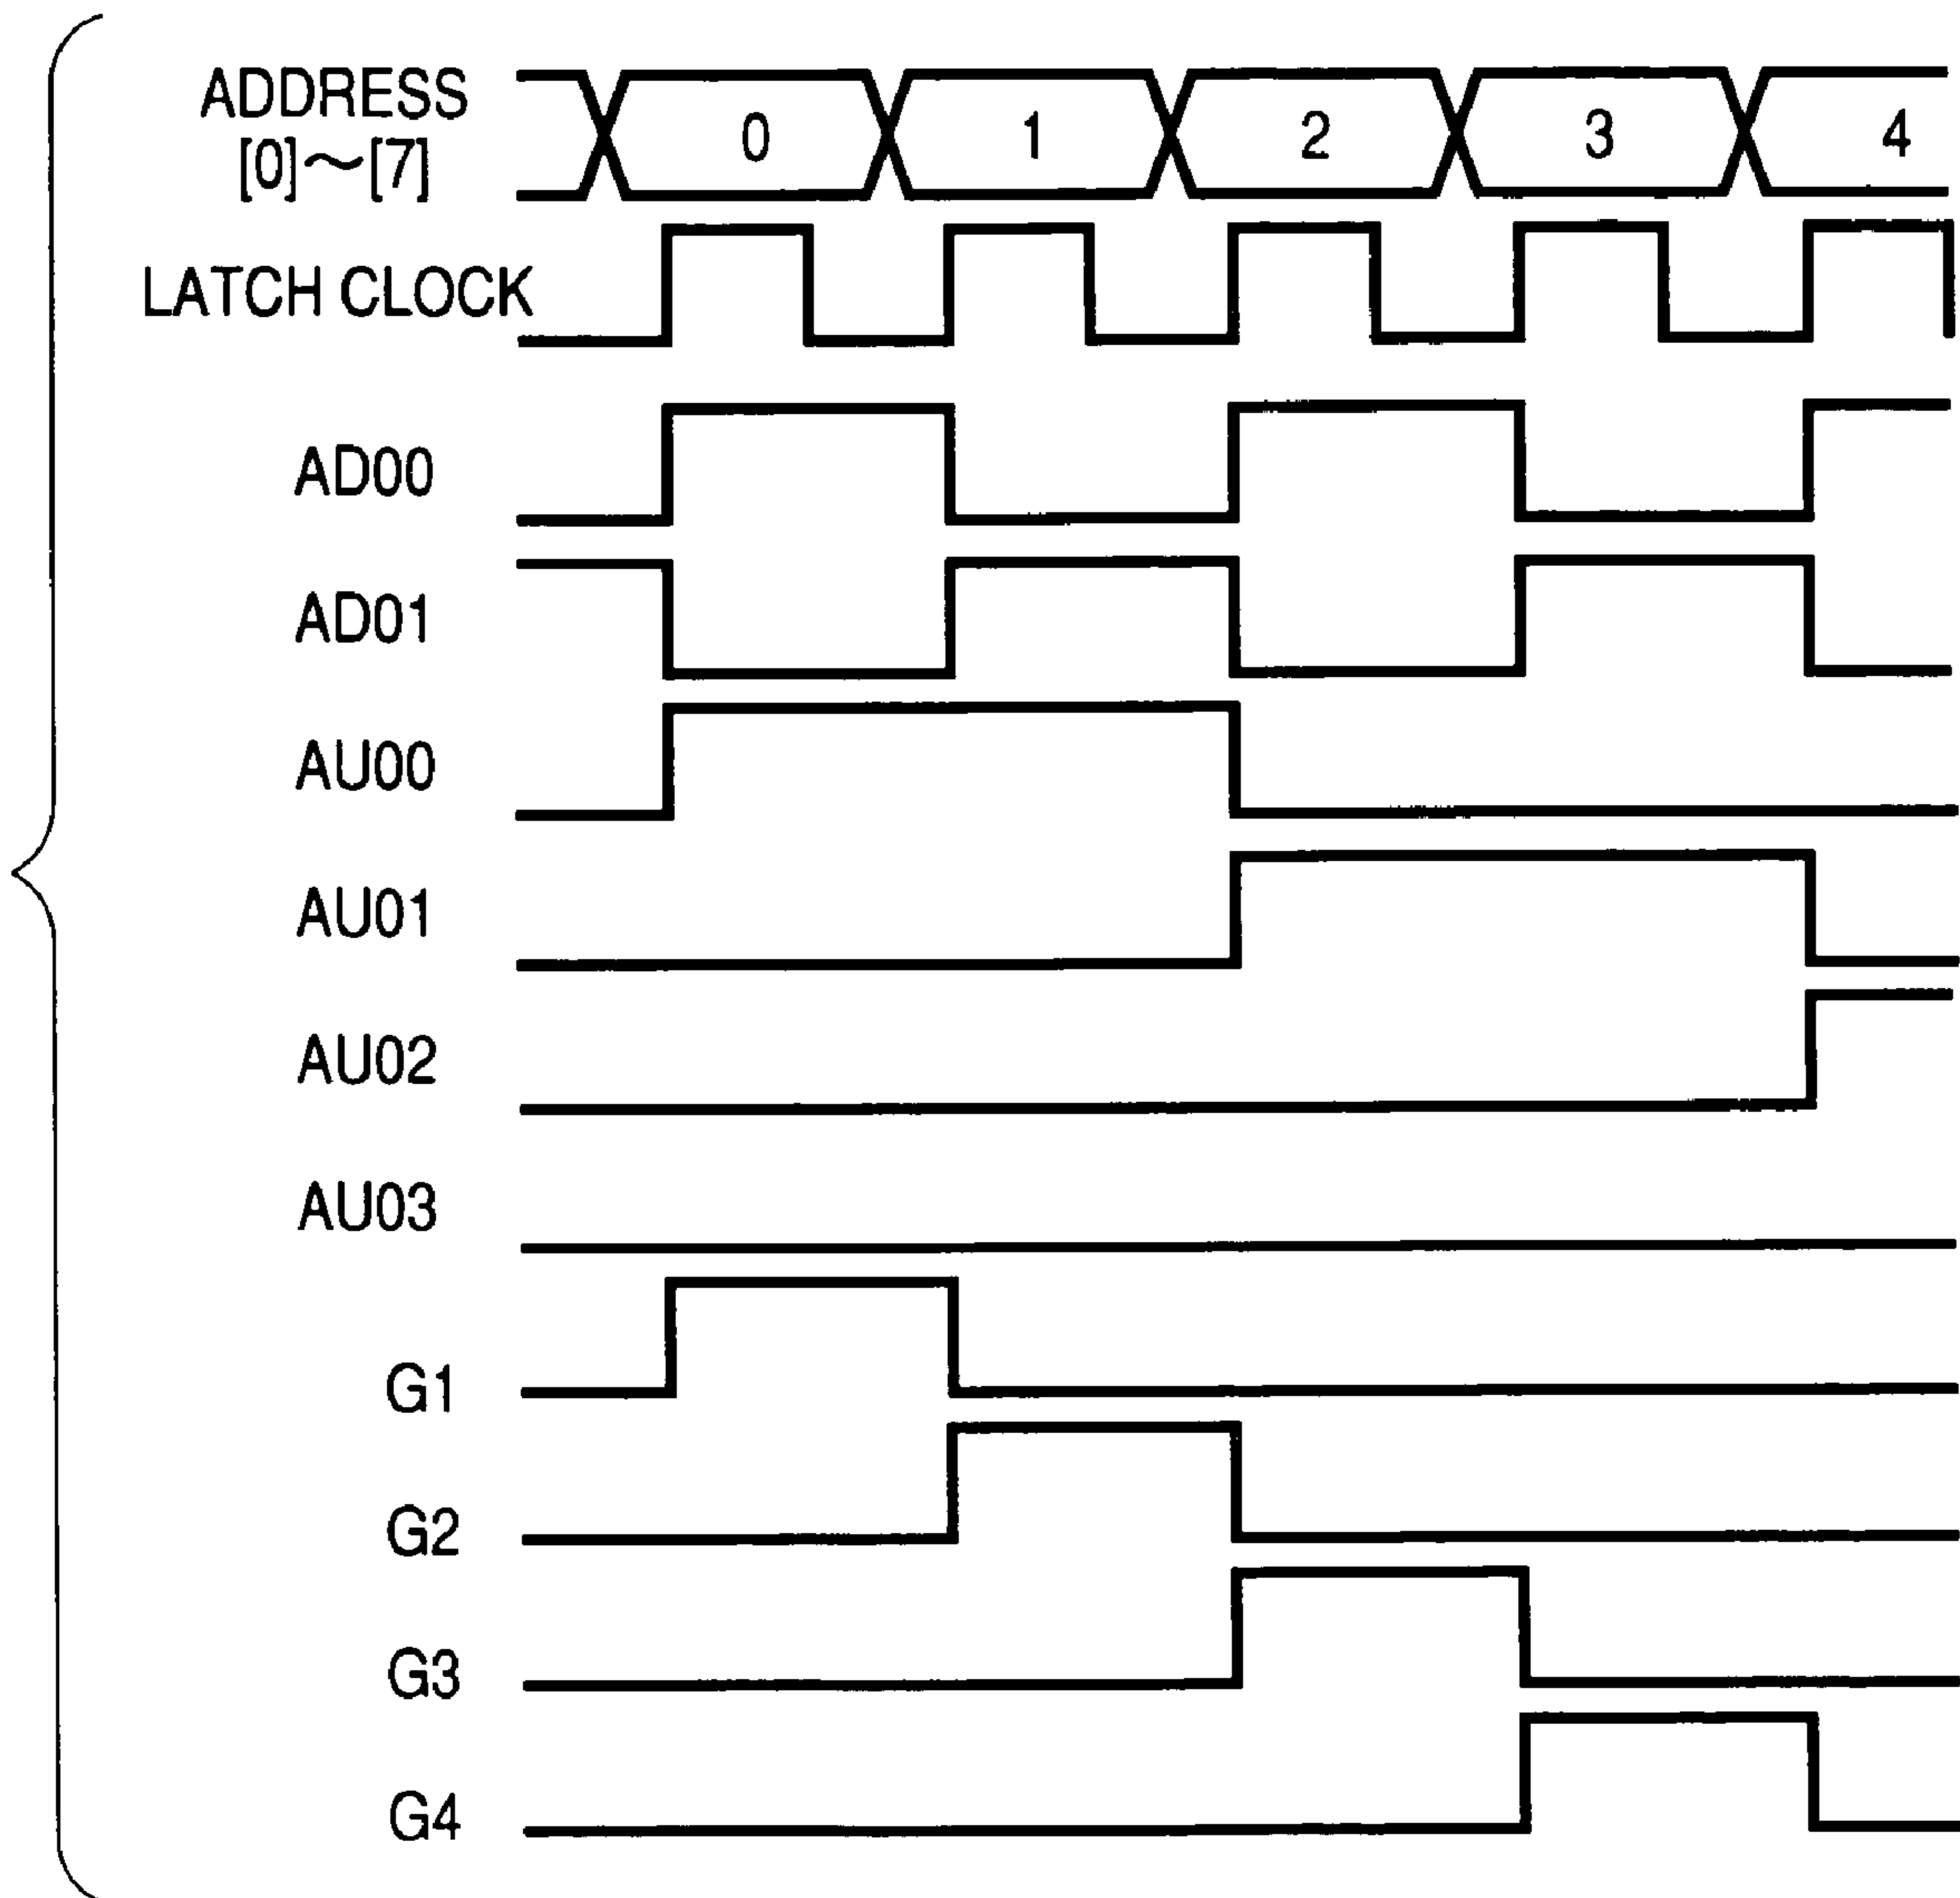 ADDRESS
[0]～[7]
0 1 2 3 4
LATCH CLOCK
AD00
AD01
AU00
AU01
AU02
AU03
G1
G2
G3
G4